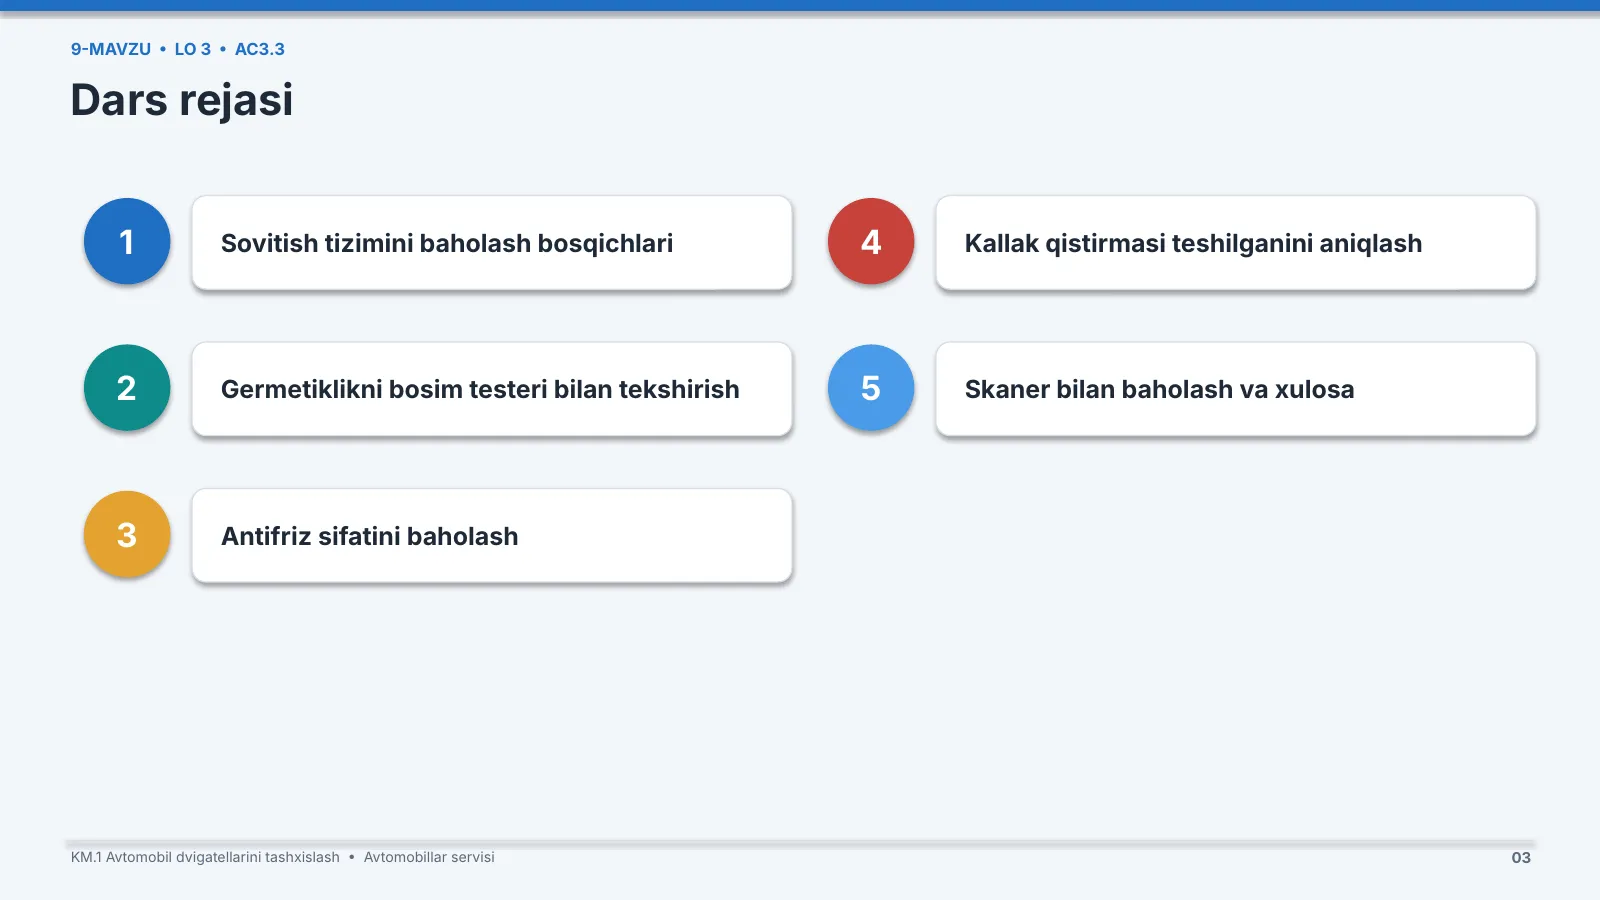 9-MAVZU • LO 3 • AC3.3
Dars rejasi
1
Sovitish tizimini baholash bosqichlari
2
Germetiklikni bosim testeri bilan tekshirish
3
Antifriz sifatini baholash
4
Kallak qistirmasi teshilganini aniqlash
5
Skaner bilan baholash va xulosa
KM.1 Avtomobil dvigatellarini tashxislash • Avtomobillar servisi
03